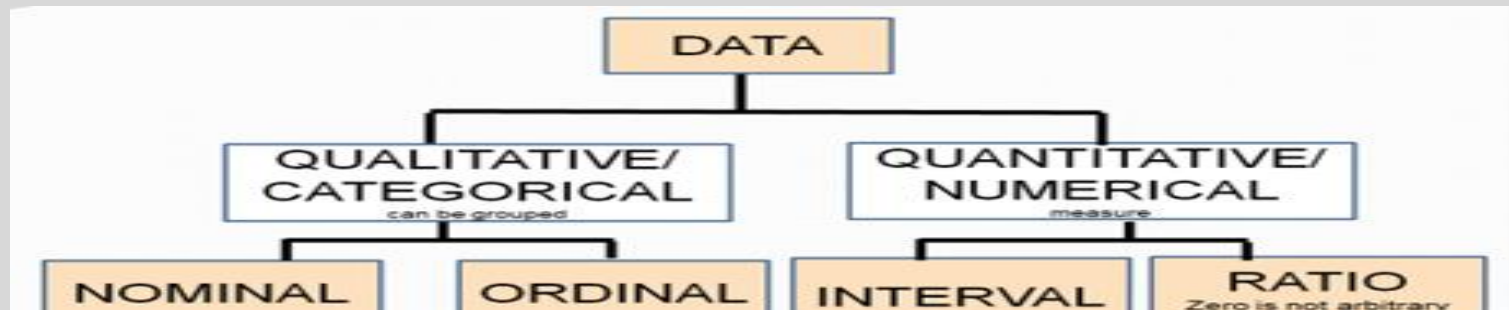 DATA
QUALITATIVE/
CATEGORICAL
can be grouped
QUANTITATIVE/
NUMERICAL
measure
NOMINAL
ORDINAL
INTERVAL
RATIO
Zero is not arbitrary